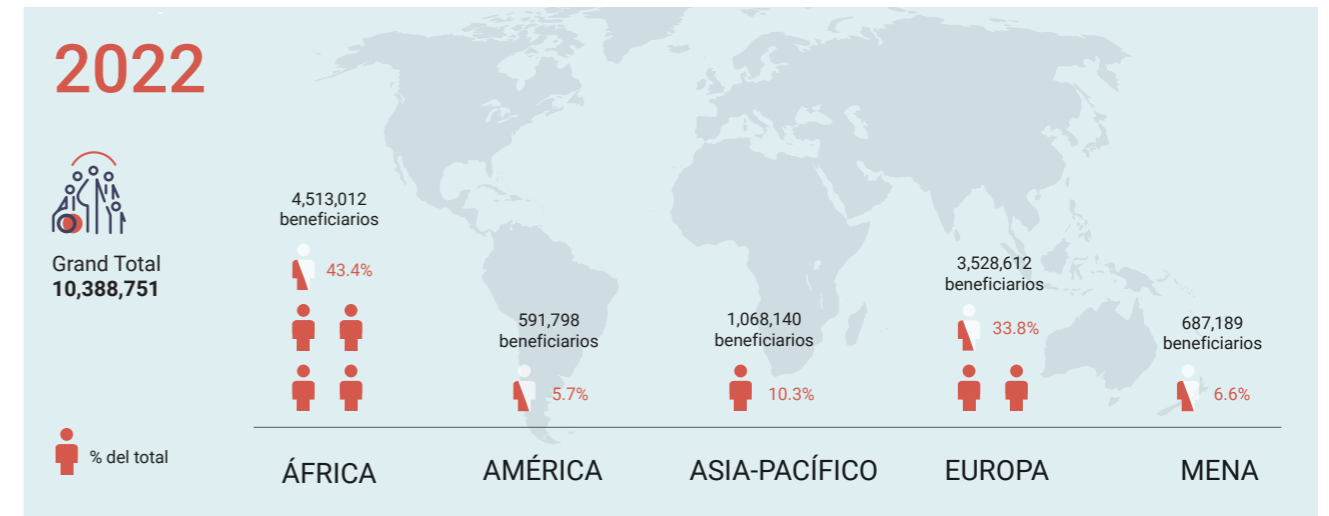 2022
Grand Total
10,388,751
% del total
4,513,012
beneficiarios
43.4%
ÁFRICA
591,798
beneficiarios
5.7%
AMÉRICA
1,068,140
beneficiarios
10.3%
ASIA-PACÍFICO
3,528,612
beneficiarios
33.8%
EUROPA
687,189
beneficiarios
6.6%
MENA